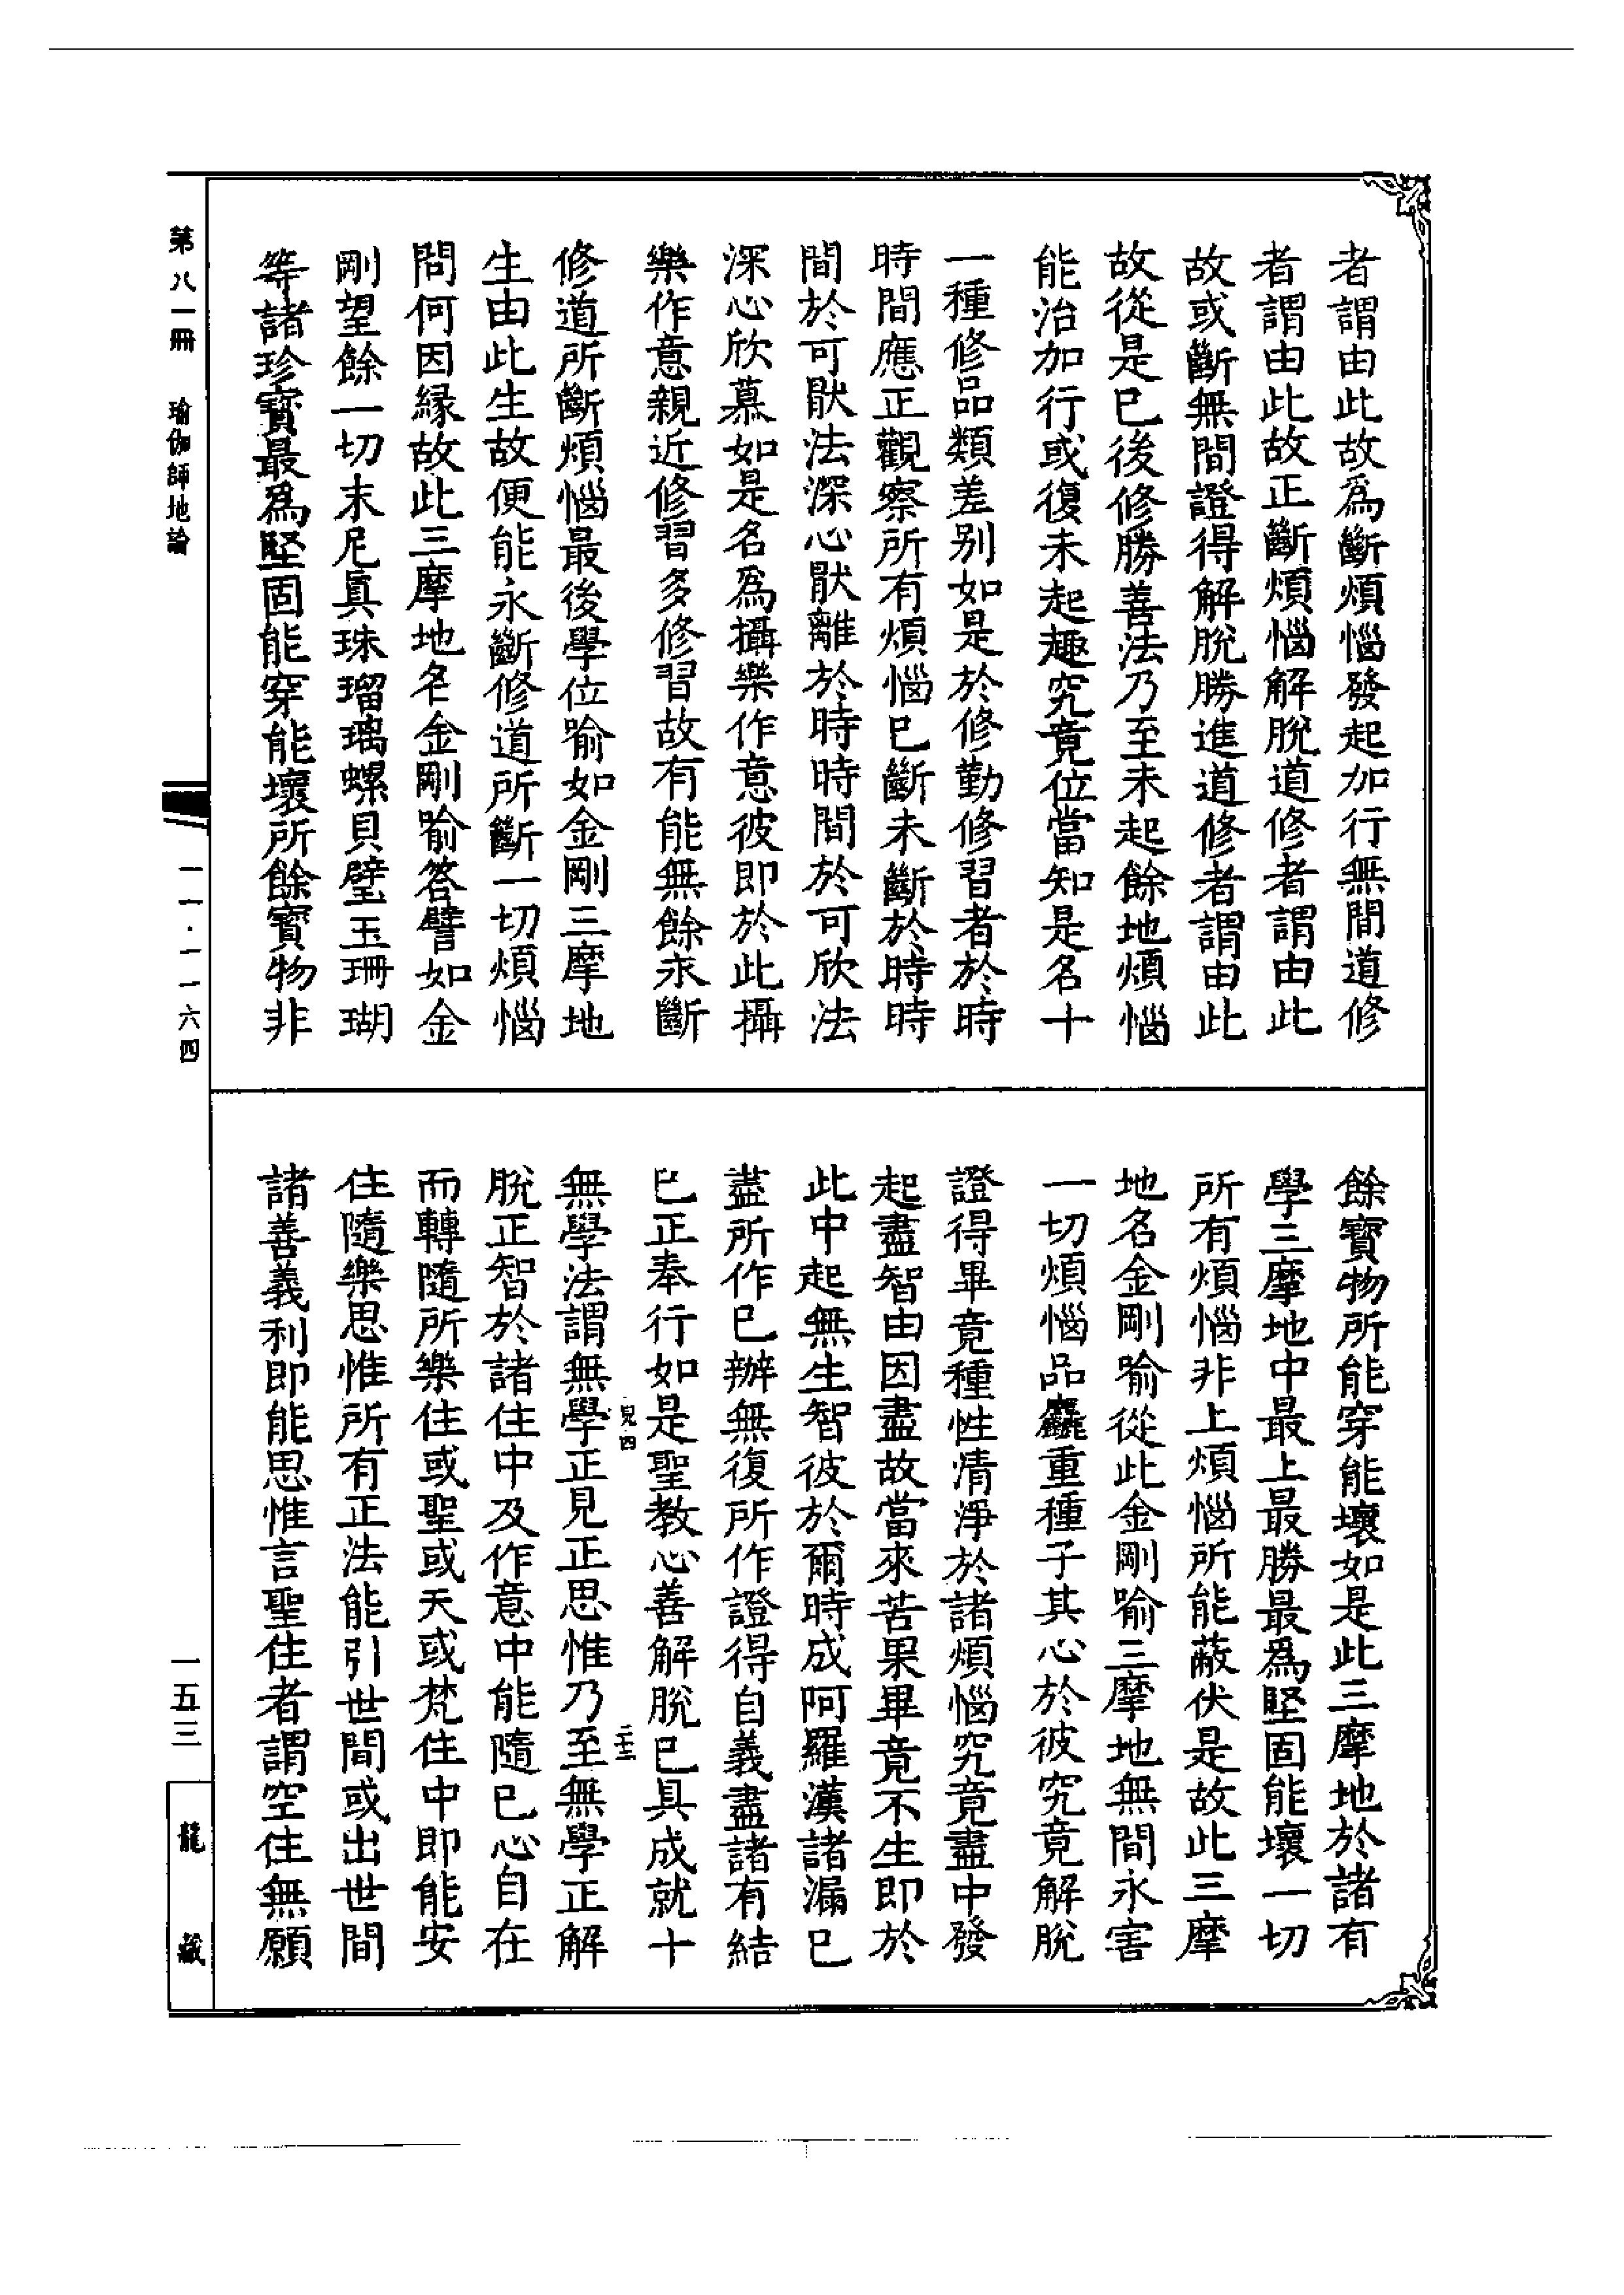 者謂由此故爲斷煩惱發起加行無間道修
者謂由此故正斷煩惱解脫道修者謂由此
故或斷無間證得解脫勝進道修者謂由此
故從是已後修勝善法乃至未起餘地煩惱
能治加行或復未起趣究竟位當知是名十
一種修品類差别如是於修勤修習者於時
時間應正觀察所有煩惱已斷未斷於時時
間於可猒法深心猒離於時時間於可欣法
深心欣慕如是名爲攝樂作意彼即於此攝
樂作意親近修習多修習故有能無餘永斷
修道所斷煩惱最後學位喻如金剛三摩地
生由此生故便能永斷修道所斷一切煩惱
問何因縁故此三摩地名金剛喻答譬如金
剛望餘一切末尼真珠瑠璃螺貝璧玉珊瑚
等諸珍寶最爲堅固能穿能壞所餘寶物非
餘寶物所能穿能壞如是此三摩地於諸有
學三摩地中最上最勝最爲堅固能壞一切
所有煩惱非上煩惱所能蔽伏是故此三摩
地名金剛喻從此金剛喻三摩地無間永害
一切煩惱品麤重種子其心於彼究竟解脫
證得畢竟種性清淨於諸煩惱究竟盡中發
起盡智由因盡故當來苦果畢竟不生即於
此中起無生智彼於爾時成阿羅漢諸漏已
盡所作已辦無復所作證得自義盡諸有結
已正奉行如是聖教心善解脫已具成就十
皃四
二十三
無學法謂無學正見正思惟乃至無學正解
脫正智於諸住中及作意中能隨已心自在
而轉隨所樂住或聖或天或梵住中即能安
住隨樂思惟所有正法能引世間或出世間
諸善義利即能思惟言聖住者謂空住無願
第八一冊 瑜伽師地論
一一·一一六四
一五三
龍藏